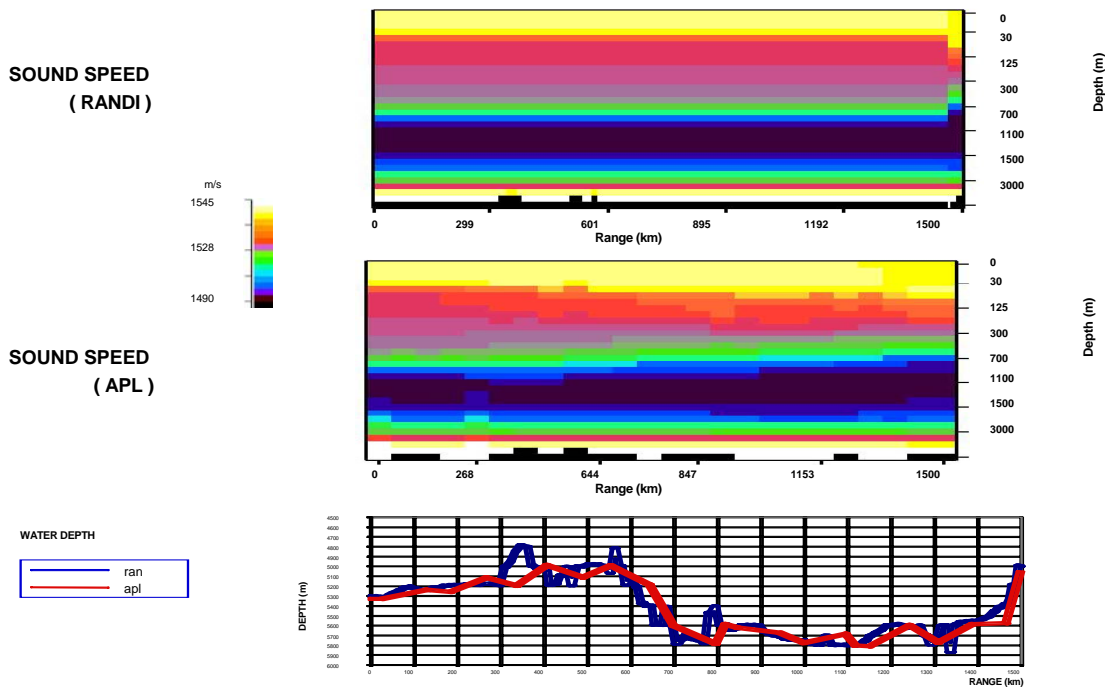 SOUND SPEED
( RANDI )
0
30
125
300
700
1100
1500
3000
Depth (m)
0 299 601 895 1192 1500
Range (km)
m/s
1545
1528
1490
SOUND SPEED
( APL )
0
30
125
300
700
1100
1500
3000
Depth (m)
0 268 644 847 1153 1500
Range (km)
WATER DEPTH
ran
apl
DEPTH (m)
4500
4600
4700
4800
4900
5000
5100
5200
5300
5400
5500
5600
5700
5800
5900
6000
0 100 200 300 400 500 600 700 800 900 1000 1100 1200 1300 1400 1500
RANGE (km)